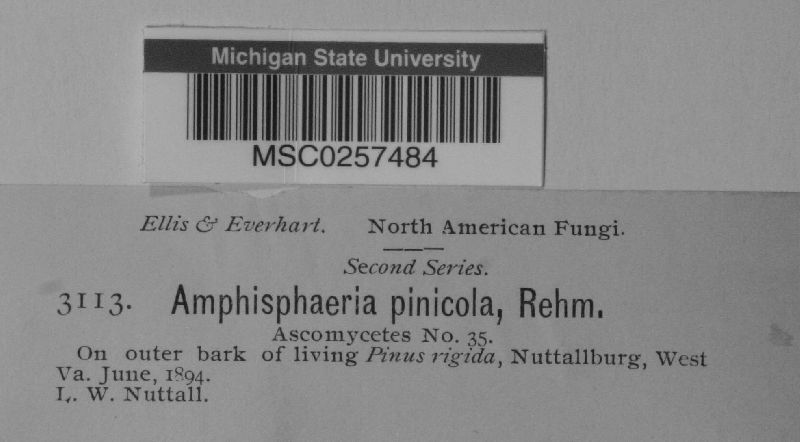 Michigan State University
MSC0257484
Ellis & Everhart. North American Fungi.
Second Series.
3113. Amphisphaeria pinicola, Rehm.
Ascomycetes No. 35.
On outer bark of living Pinus rigida, Nuttallburg, West
Va. June, 1894.
L. W. Nuttall.